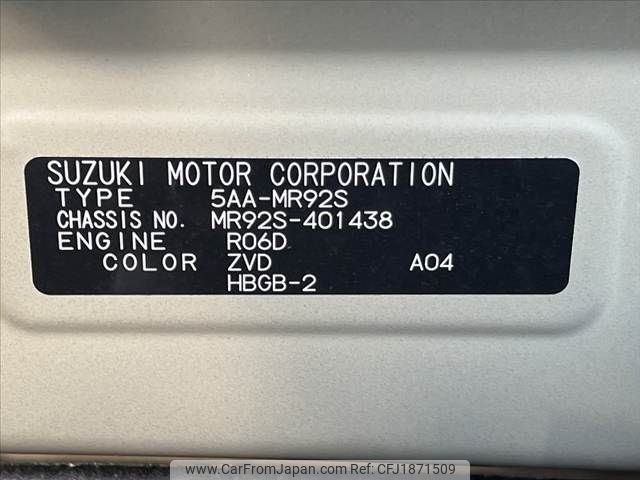 SUZUKI MOTOR CORPORATION
TYPE 5AA-MR92S
CHASSIS NO. MR92S-401438
ENGINE R06D
COLOR ZVD A04
HBGB-2
www.CarFromJapan.com CFJ1871509